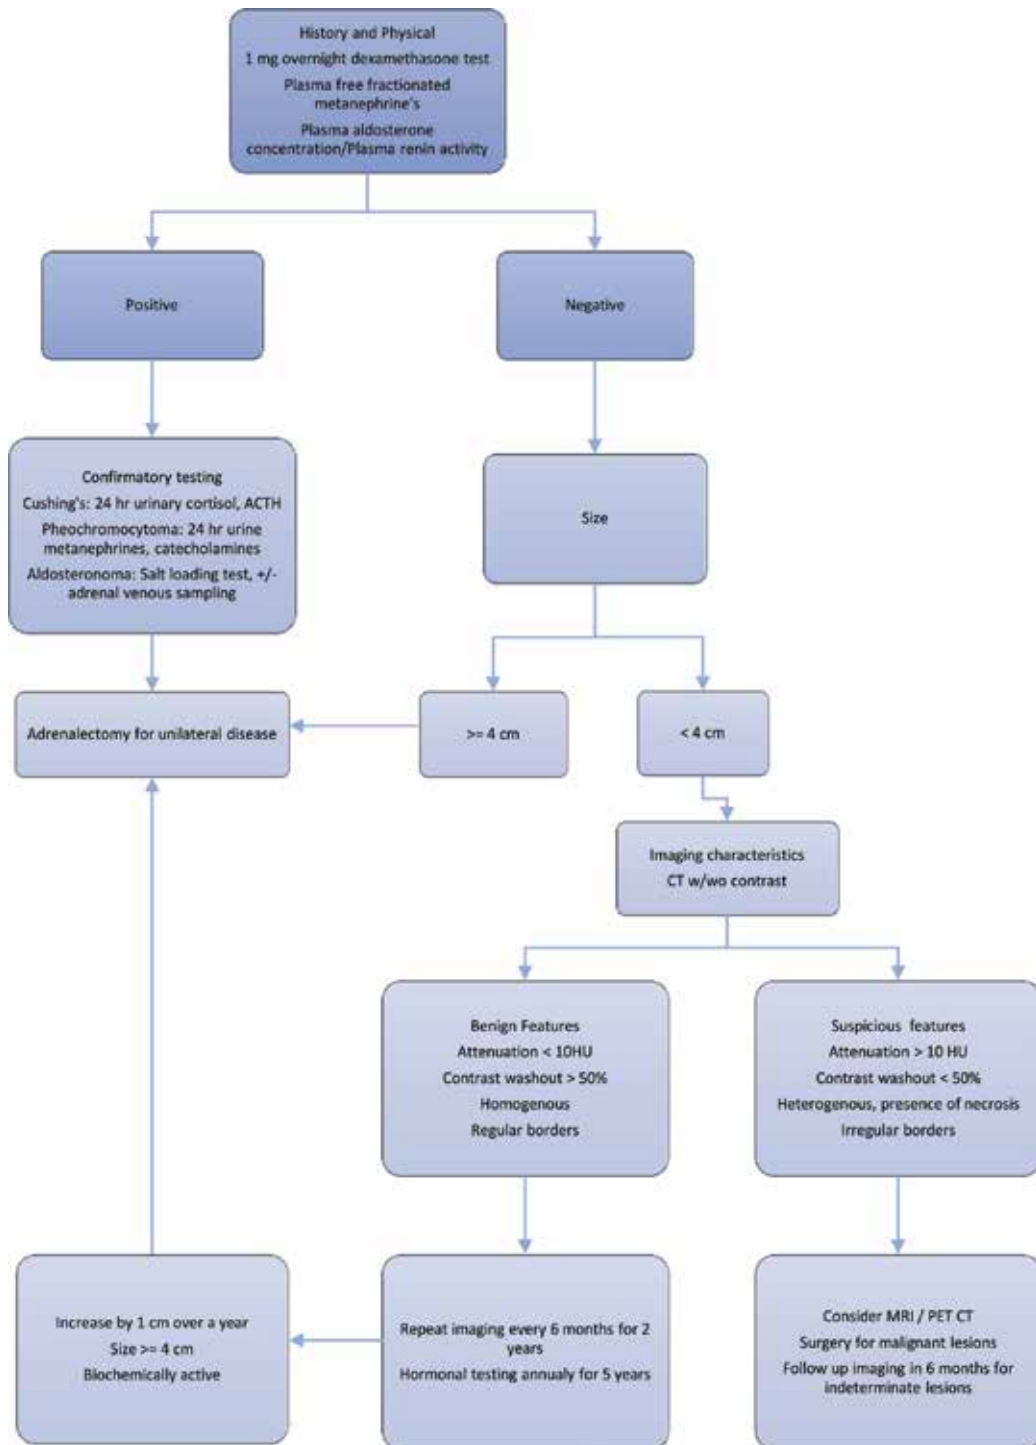 History and Physical
1 mg overnight dexamethasone test
Plasma free fractionated
metanephrine's
Plasma aldosterone
concentration/Plasma renin activity
Positive
Negative
Confirmatory testing
Cushing's: 24 hr urinary cortisol, ACTH
Pheochromocytoma: 24 hr urine
metanephrines, catecholamines
Aldosteronoma: Salt loading test, +/-
adrenal venous sampling
Size
Adrenalectomy for unilateral disease
>= 4 cm
< 4 cm
Imaging characteristics
CT w/wo contrast
Benign Features
Attenuation < 10HU
Contrast washout > 50%
Homogenous
Regular borders
Suspicious features
Attenuation > 10 HU
Contrast washout < 50%
Heterogenous, presence of necrosis
Irregular borders
Increase by 1 cm over a year
Size >= 4 cm
Biochemically active
Repeat imaging every 6 months for 2
years
Hormonal testing annualy for 5 years
Consider MRI / PET CT
Surgery for malignant lesions
Follow up imaging in 6 months for
indeterminate lesions